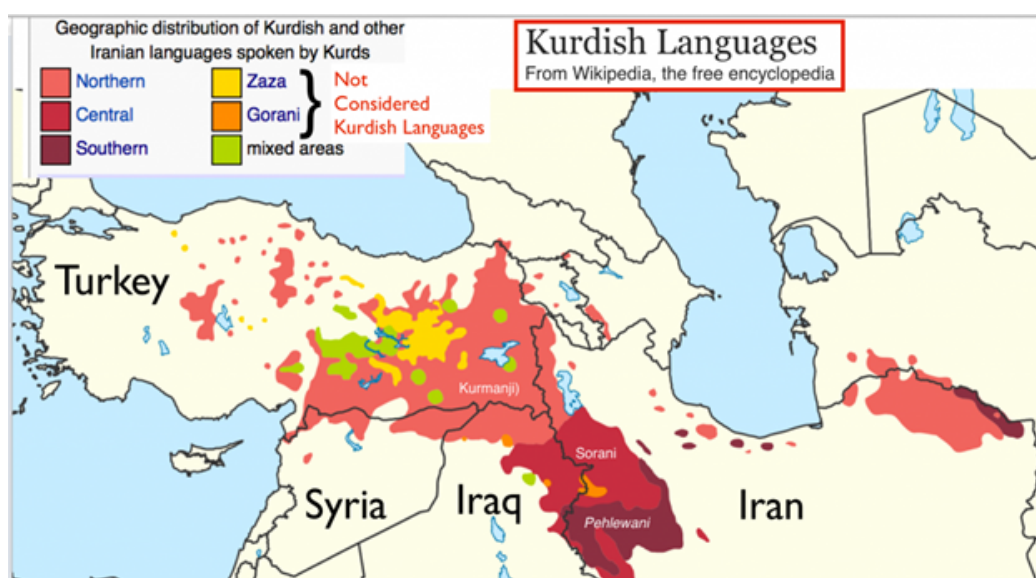 Geographic distribution of Kurdish and other
Iranian languages spoken by Kurds
Northern
Central
Southern
Zaza
Gorani
mixed areas
Not
Considered
Kurdish Languages
Kurdish Languages
From Wikipedia, the free encyclopedia
Turkey
Kurmanji)
Sorani
Syria
Iraq
Iran
Pehlewani